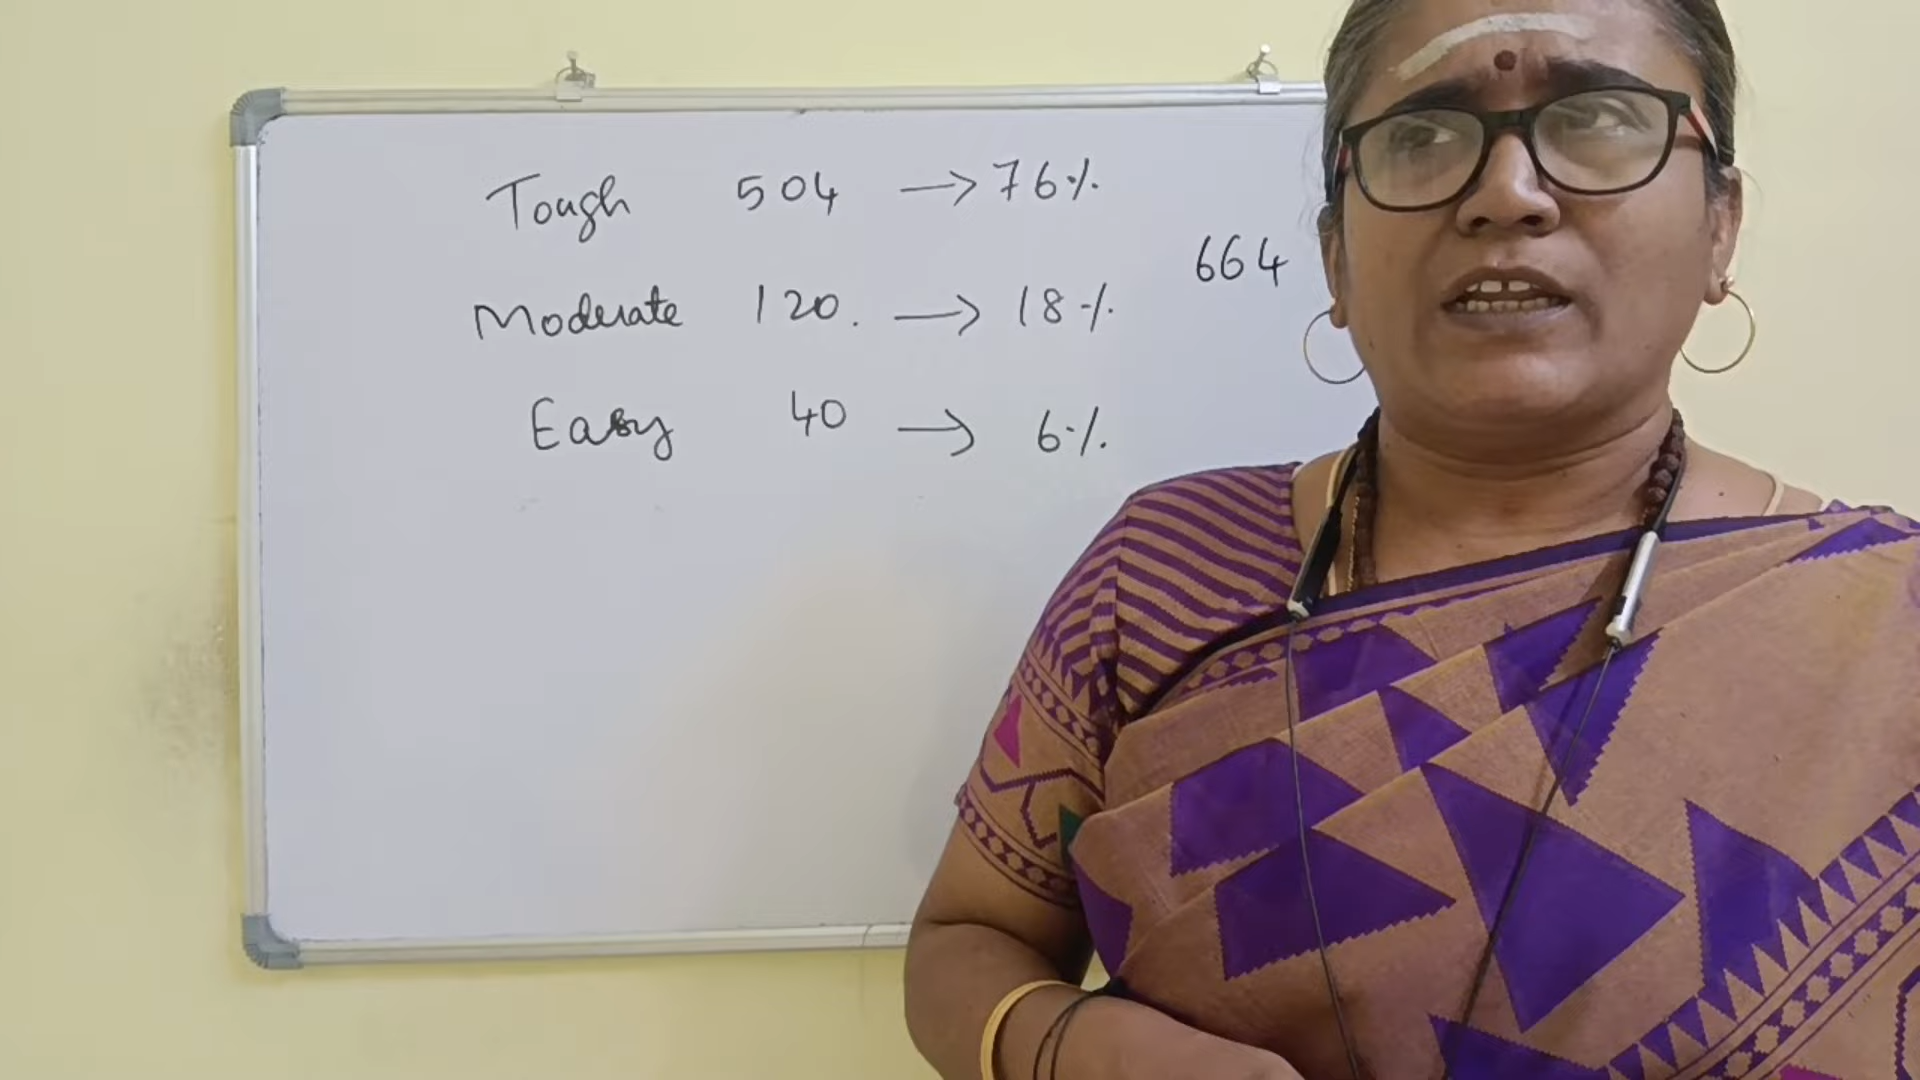 Tough 504 → 76%
664
Moderate 120. → 18%
Easy 40 → 6%